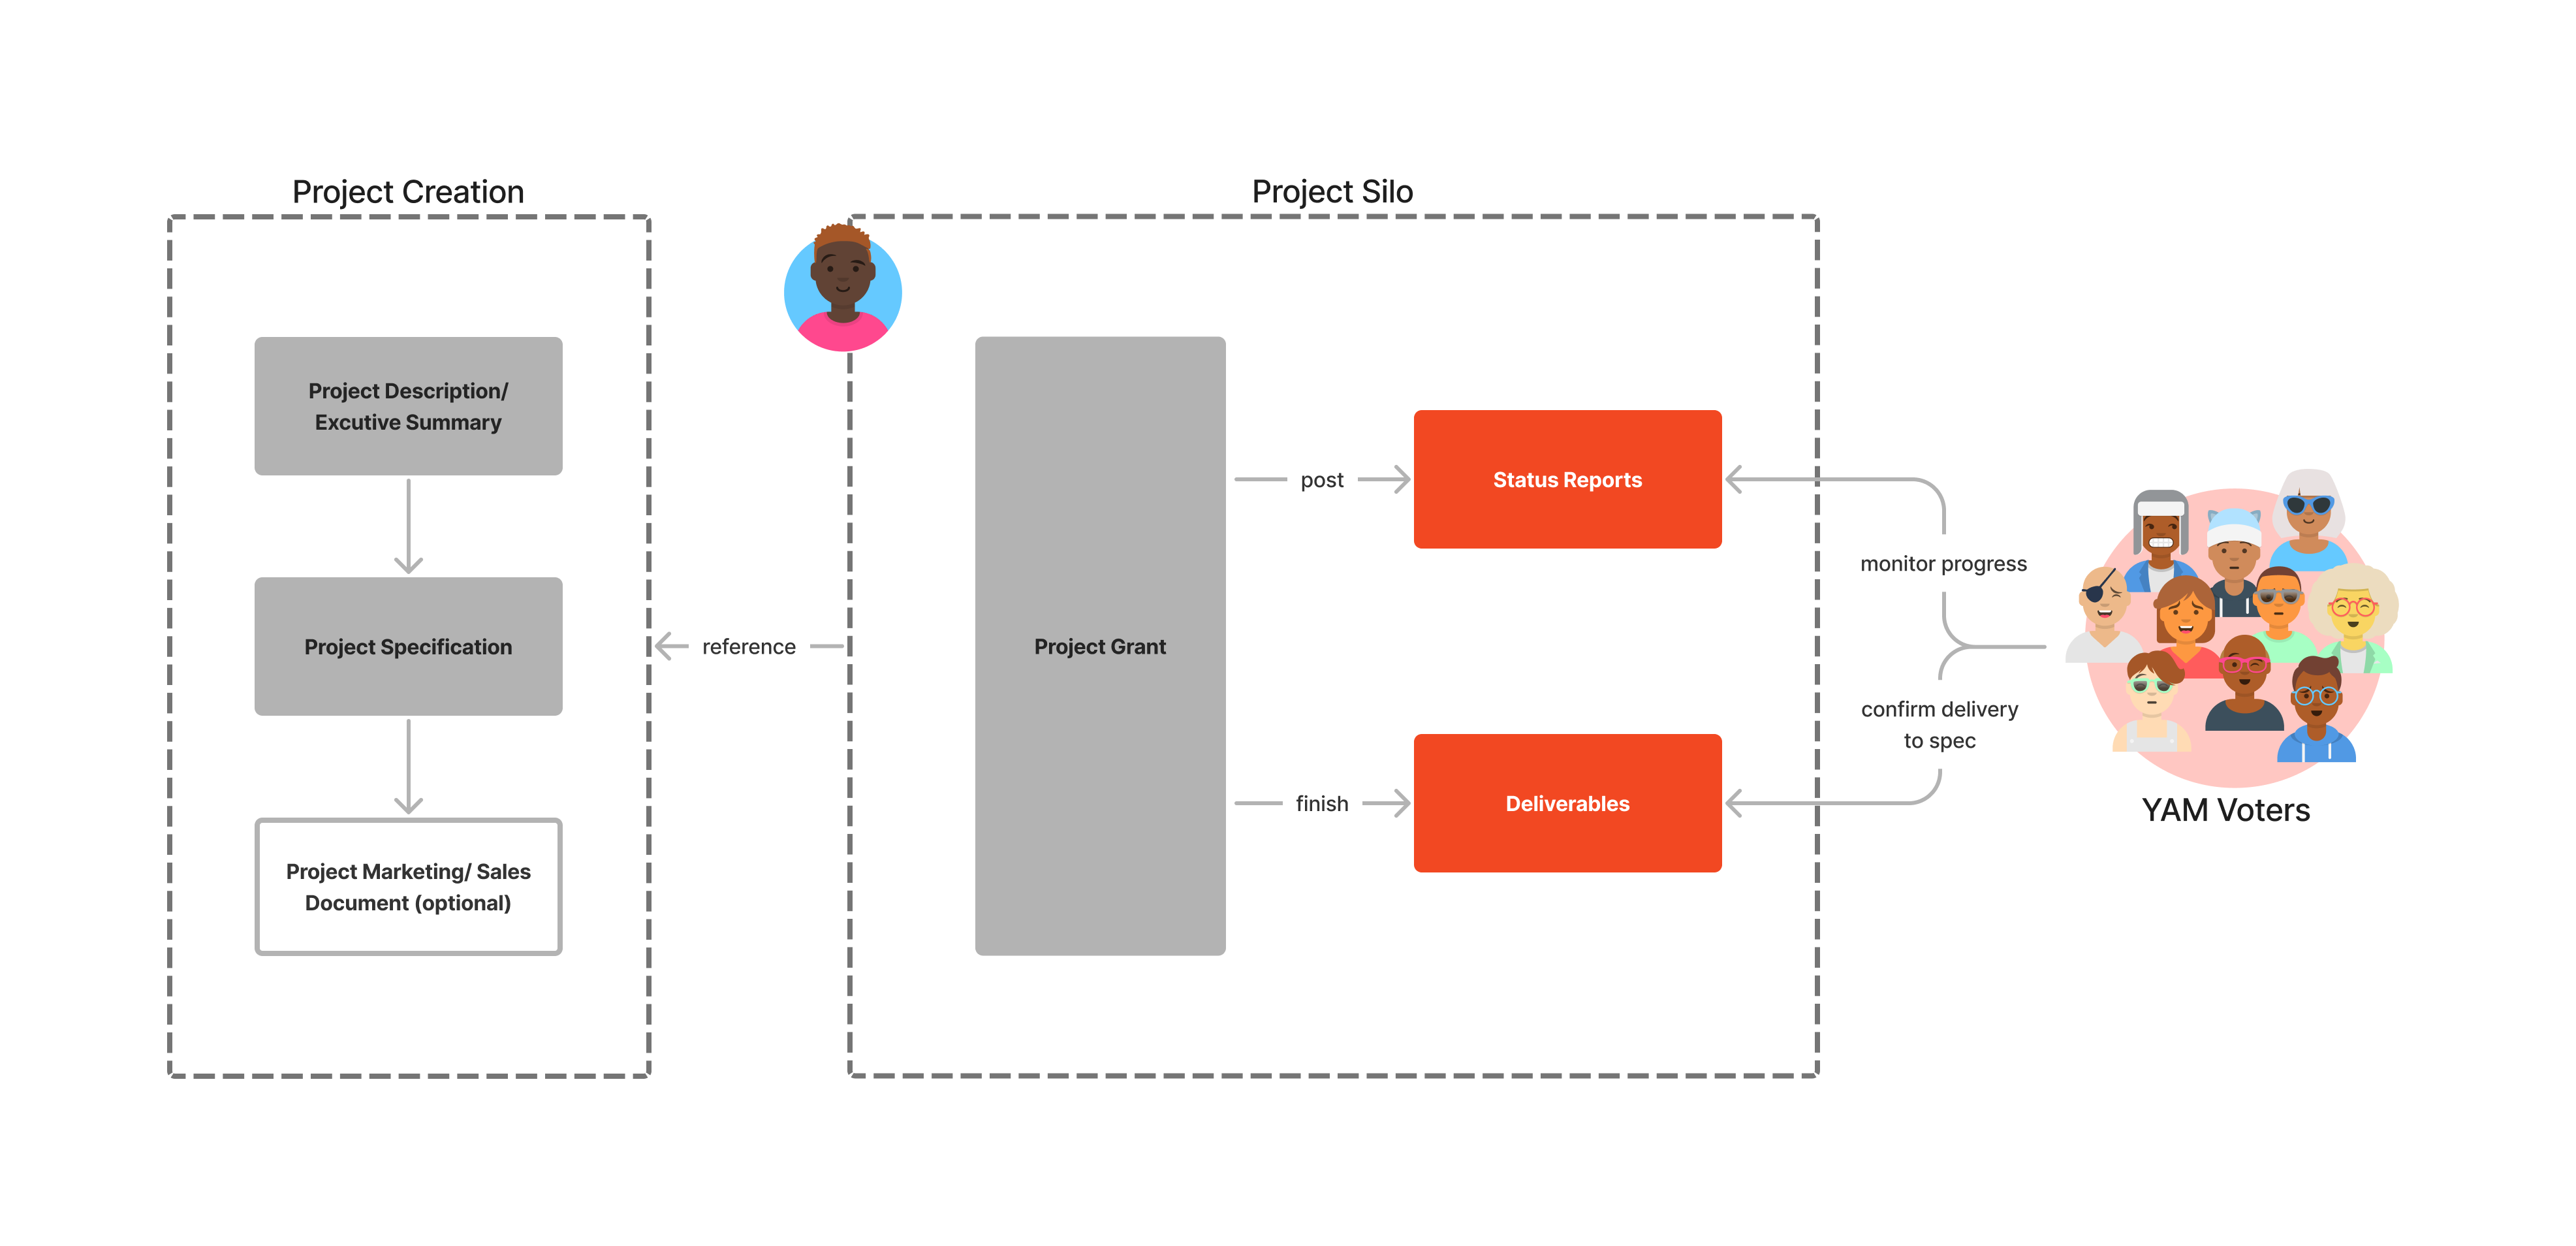 Project Creation
Project Silo
Project Description/
Excutive Summary
Project Specification
Project Marketing/ Sales
Document (optional)
reference
Project Grant
post
Status Reports
finish
Deliverables
monitor progress
confirm delivery
to spec
YAM Voters